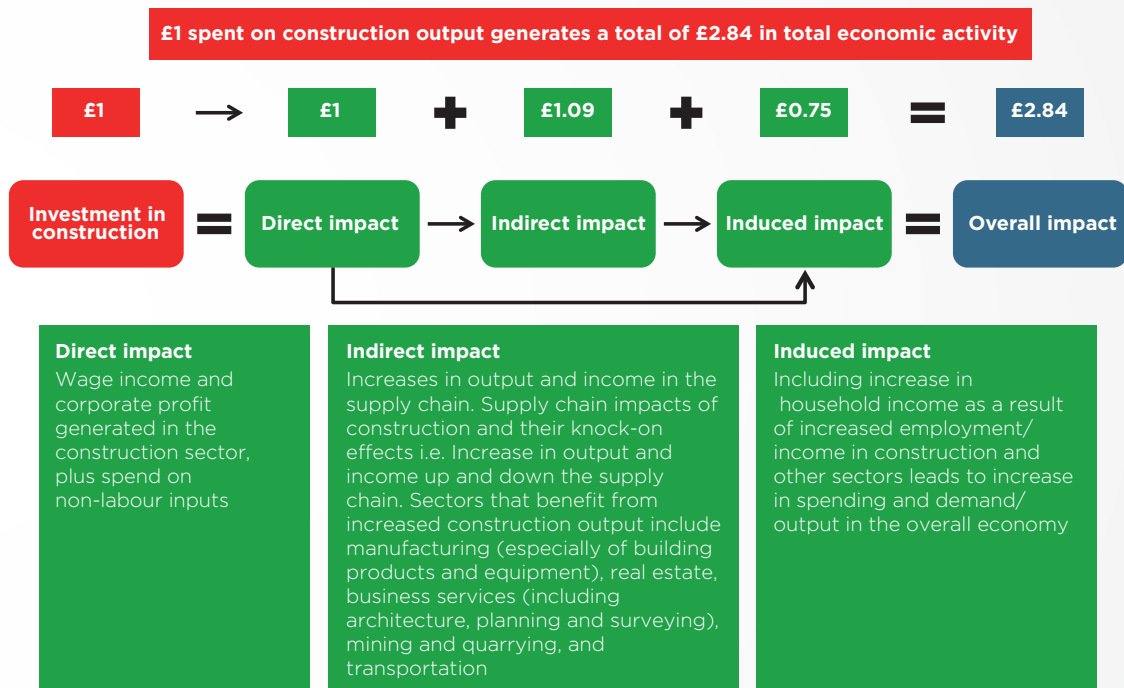 £1 spent on construction output generates a total of £2.84 in total economic activity
£1
£1
£1.09
£0.75
£2.84
Investment in
construction
Direct impact
Indirect impact
Induced impact
Overall impact
Direct impact
Wage income and
corporate profit
generated in the
construction sector,
plus spend on
non-labour inputs
Indirect impact
Increases in output and income in the
supply chain. Supply chain impacts of
construction and their knock-on
effects i.e. Increase in output and
income up and down the supply
chain. Sectors that benefit from
increased construction output include
manufacturing (especially of building
products and equipment), real estate,
business services (including
architecture, planning and surveying),
mining and quarrying, and
transportation
Induced impact
Including increase in
household income as a result
of increased employment/
income in construction and
other sectors leads to increase
in spending and demand/
output in the overall economy